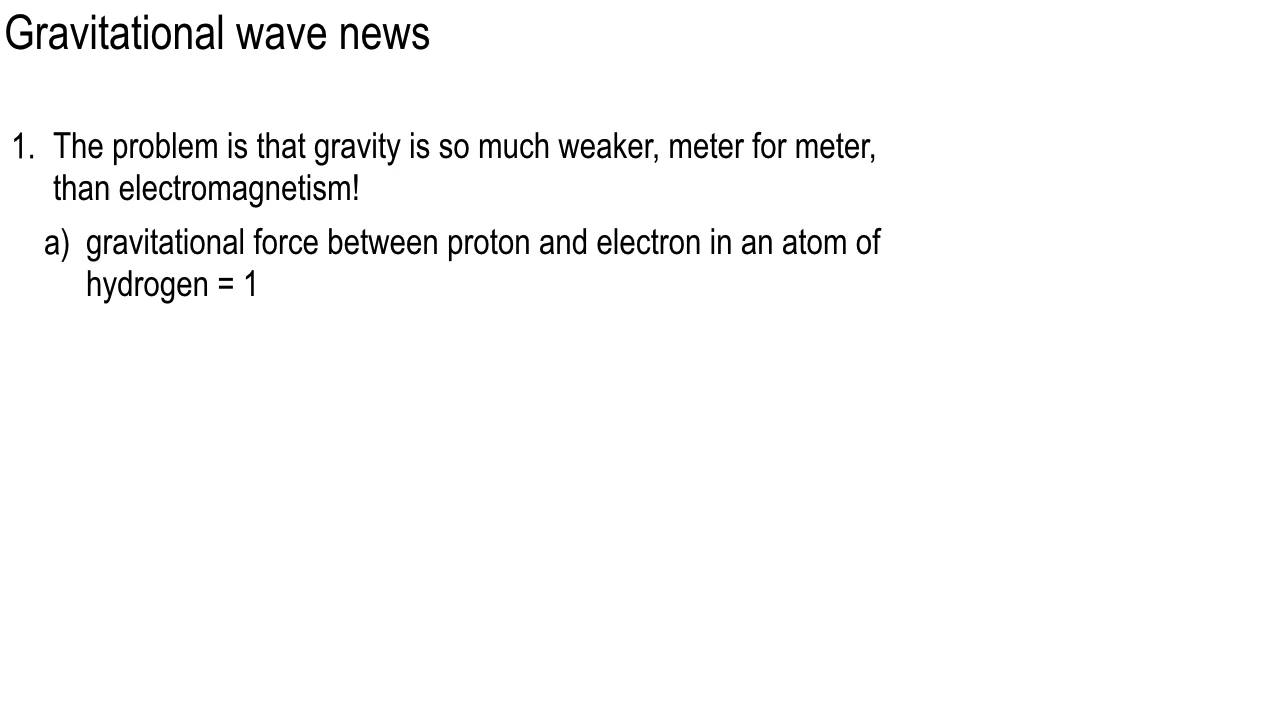 Gravitational wave news
1. The problem is that gravity is so much weaker, meter for meter,
than electromagnetism!
a) gravitational force between proton and electron in an atom of
hydrogen = 1